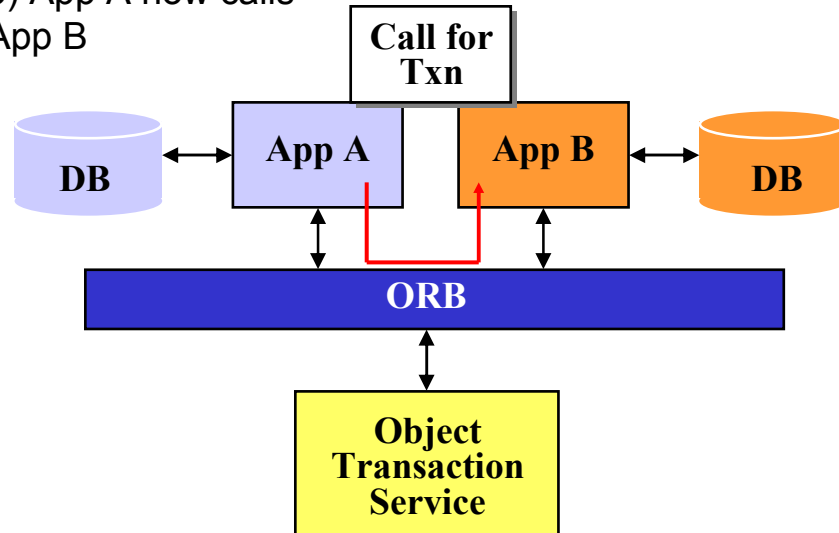 App A now calls
App B
Call for
Txn
DB
App A
App B
DB
ORB
Object
Transaction
Service